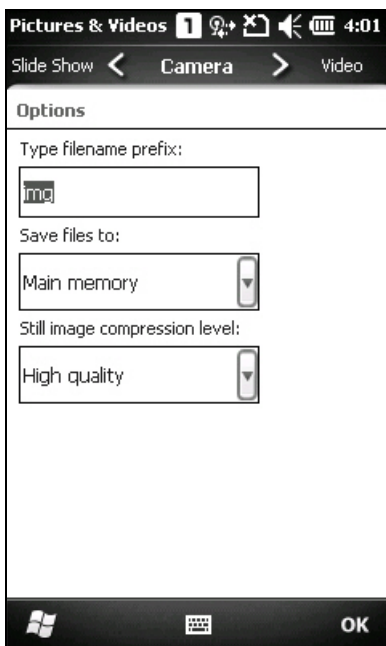 Pictures & Videos 1 4:01
Slide Show Camera Video
Options
Type filename prefix:
img
Save files to:
Main memory
Still image compression level:
High quality
OK